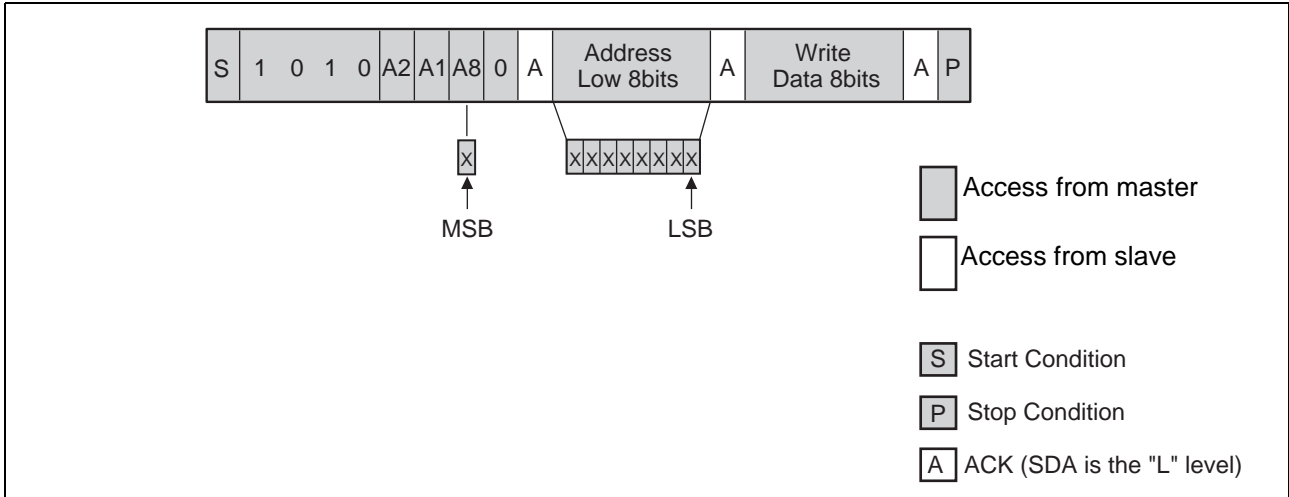 S 1 0 1 0 A2 A1 A8 0 A Address Low 8bits A Write Data 8bits A P
X XXXXXXXX
MSB LSB
Access from master
Access from slave
S Start Condition
P Stop Condition
A ACK (SDA is the "L" level)